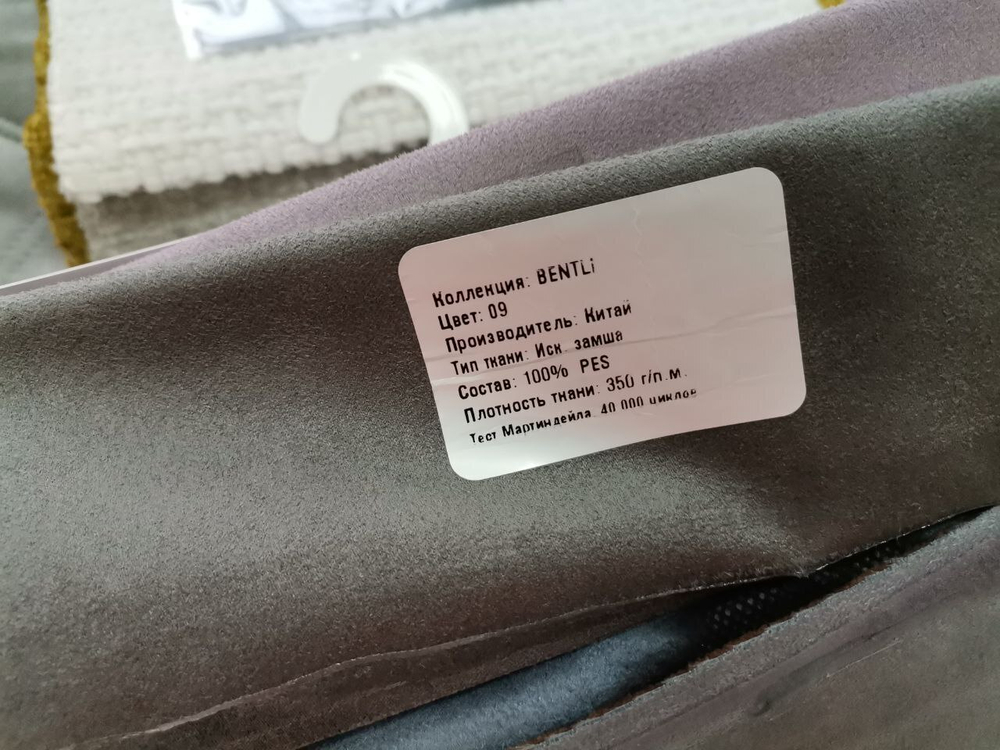 Коллекция: BENTLi
Цвет: 09
Производитель: Китай
Тип ткани: Иск. замша
Состав: 100% PES
Плотность ткани: 350 г/п.м.
Тест Мартиндейла: 40 000 циклов